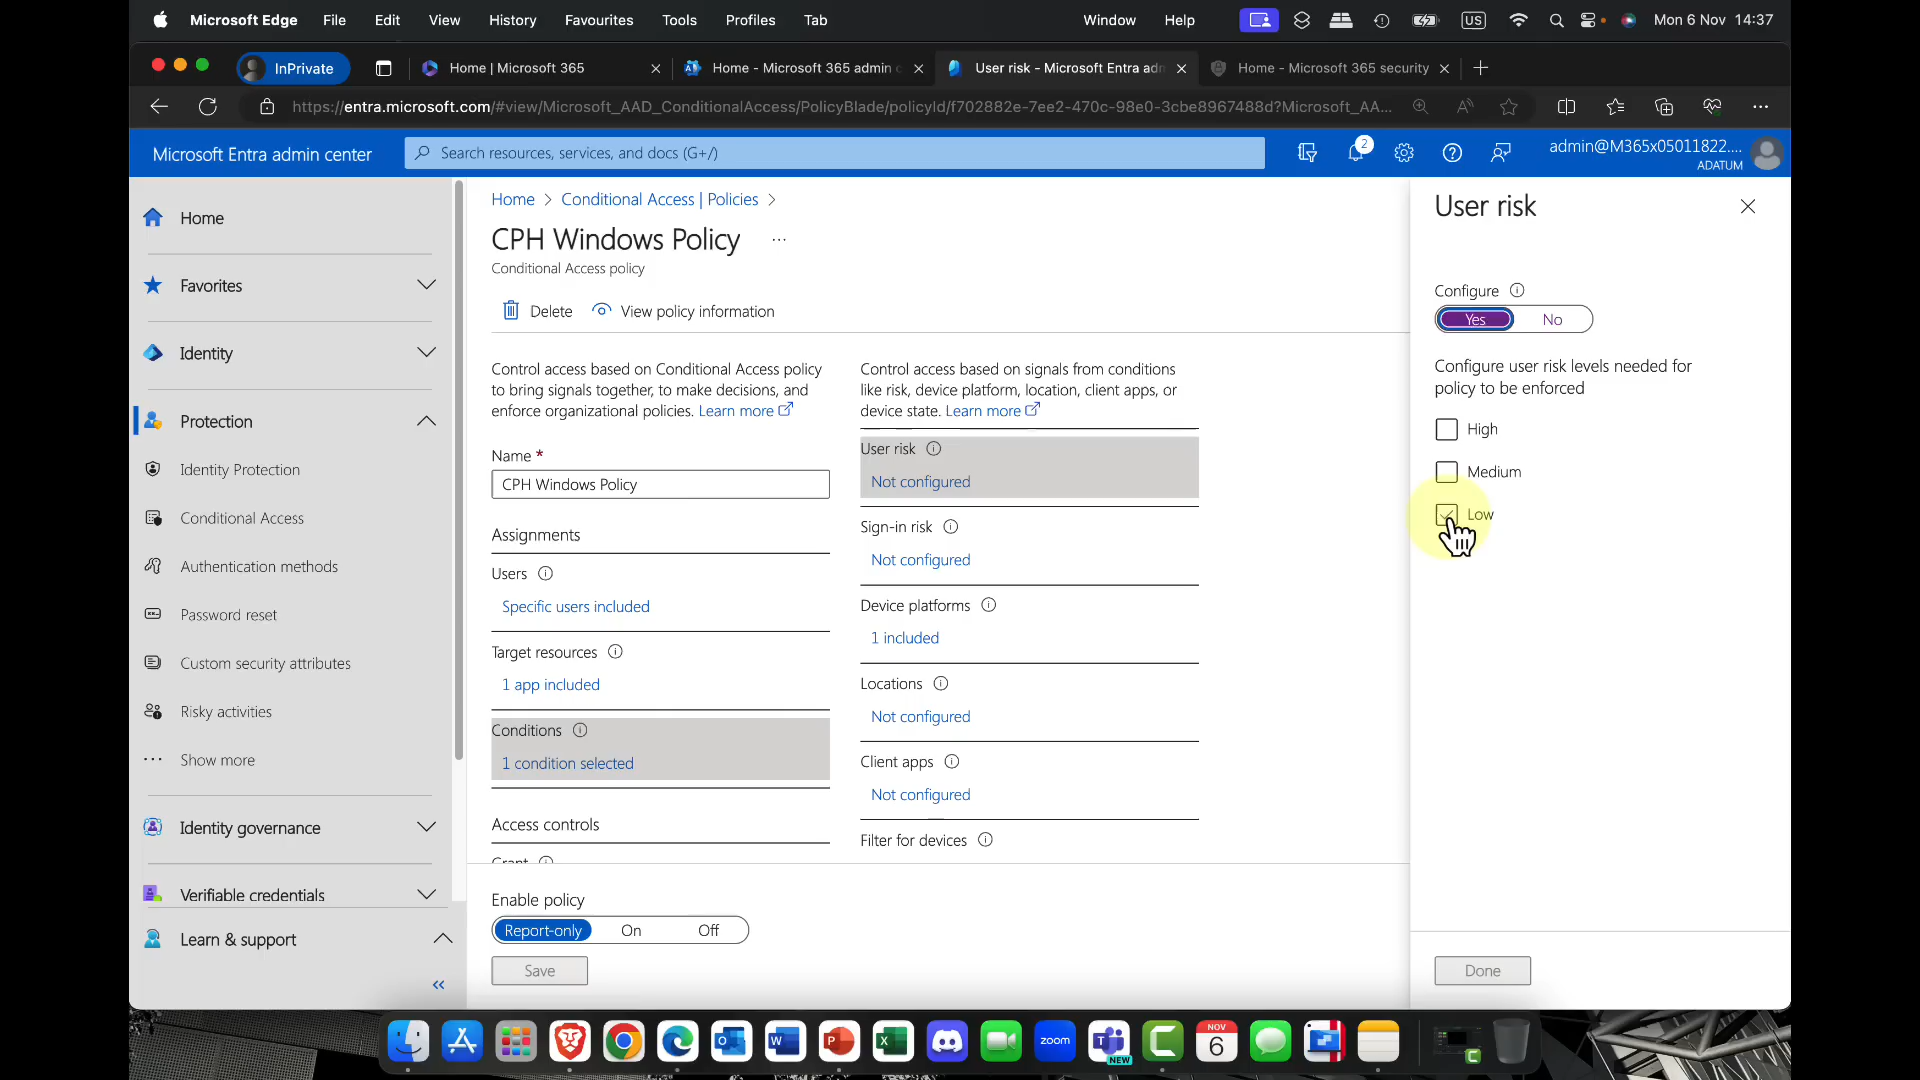 Microsoft Edge File Edit View History Favourites Tools Profiles Tab Window Help US Mon 6 Nov 14:37
InPrivate Home | Microsoft 365 Home - Microsoft 365 admin c User risk - Microsoft Entra adm Home - Microsoft 365 security
https://entra.microsoft.com/#view/Microsoft_AAD_ConditionalAccess/PolicyBlade/policyId/f702882e-7ee2-470c-98e0-3cbe8967488d?Microsoft_AA...
Microsoft Entra admin center
Search resources, services, and docs (G+/)
2
admin@M365x05011822....
ADATUM
Home
Favorites
Identity
Protection
Identity Protection
Conditional Access
Authentication methods
Password reset
Custom security attributes
Risky activities
Show more
Identity governance
Verifiable credentials
Learn & support
Home > Conditional Access | Policies >
CPH Windows Policy ...
Conditional Access policy
Delete View policy information
Control access based on Conditional Access policy
to bring signals together, to make decisions, and
enforce organizational policies. Learn more
Name *
CPH Windows Policy
Assignments
Users
Specific users included
Target resources
1 app included
Conditions
1 condition selected
Access controls
Grant
Control access based on signals from conditions
like risk, device platform, location, client apps, or
device state. Learn more
User risk
Not configured
Sign-in risk
Not configured
Device platforms
1 included
Locations
Not configured
Client apps
Not configured
Filter for devices
Enable policy
Report-only On Off
Save
User risk
Configure
Yes No
Configure user risk levels needed for
policy to be enforced
High
Medium
Low
Done
zoom
NEW
NOV
6